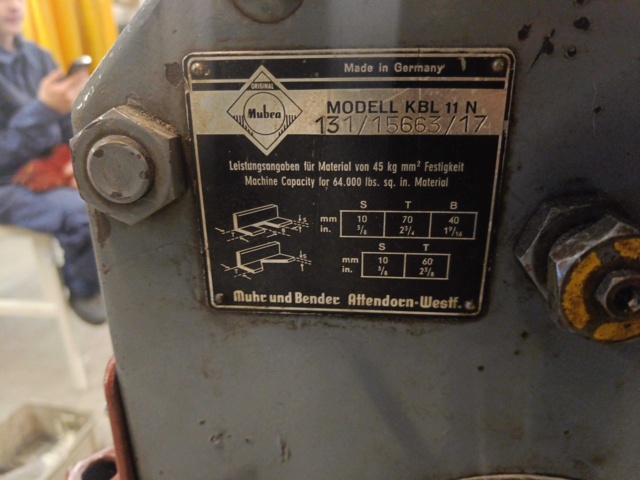 Made in Germany
ORIGINAL
Mubea
MODELL KBL 11 N
131/15663/17
Leistungsangaben für Material von 45 kg mm² Festigkeit
Machine Capacity for 64.000 lbs. sq. in. Material
S T B
mm 10 70 40
in. 3/8 2 3/4 1 9/16
S T
mm 10 60
in. 3/8 2 3/8
Muhr und Bender Attendorn-Westf.